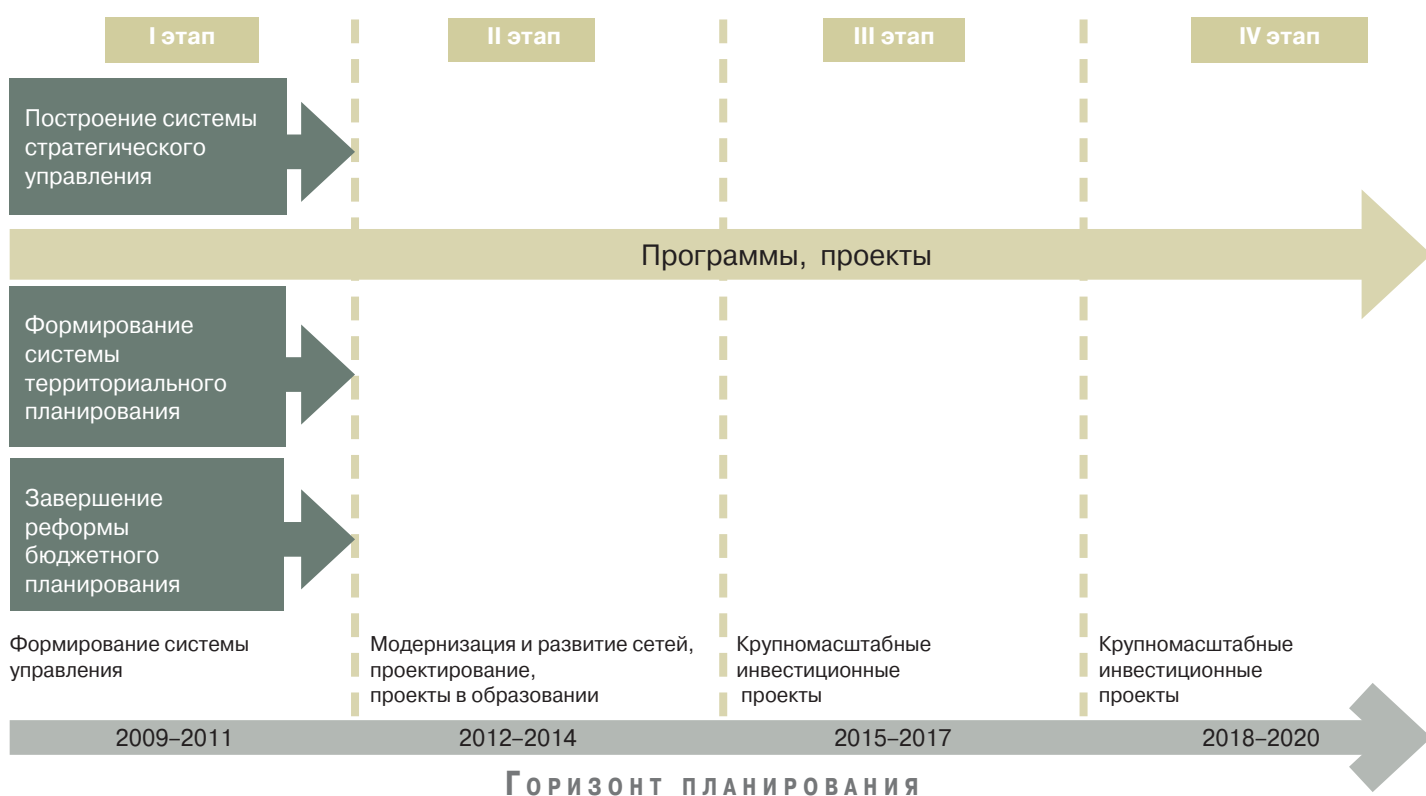 I этап
II этап
III этап
IV этап
Построение системы
стратегического
управления
Программы, проекты
Формирование
системы
территориального
планирования
Завершение
реформы
бюджетного
планирования
Формирование системы
управления
Модернизация и развитие сетей,
проектирование,
проекты в образовании
Крупномасштабные
инвестиционные
проекты
Крупномасштабные
инвестиционные
проекты
2009–2011
2012–2014
2015–2017
2018–2020
ГОРИЗОНТ ПЛАНИРОВАНИЯ